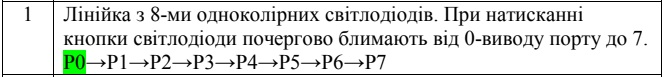 1 Лінійка з 8-ми одноколірних світлодіодів. При натисканні
кнопки світлодіоди почергово блимають від 0-виводу порту до 7.
P0→P1→P2→P3→P4→P5→P6→P7